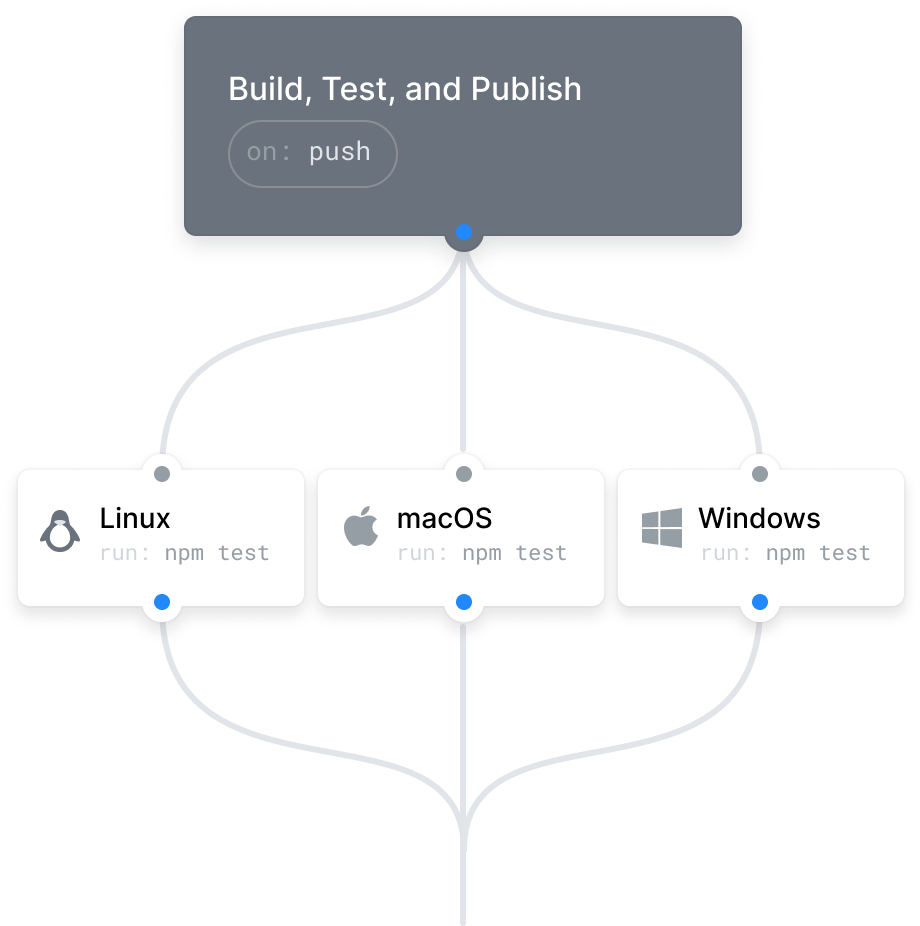 Build, Test, and Publish
on: push
Linux
run: npm test
macOS
run: npm test
Windows
run: npm test